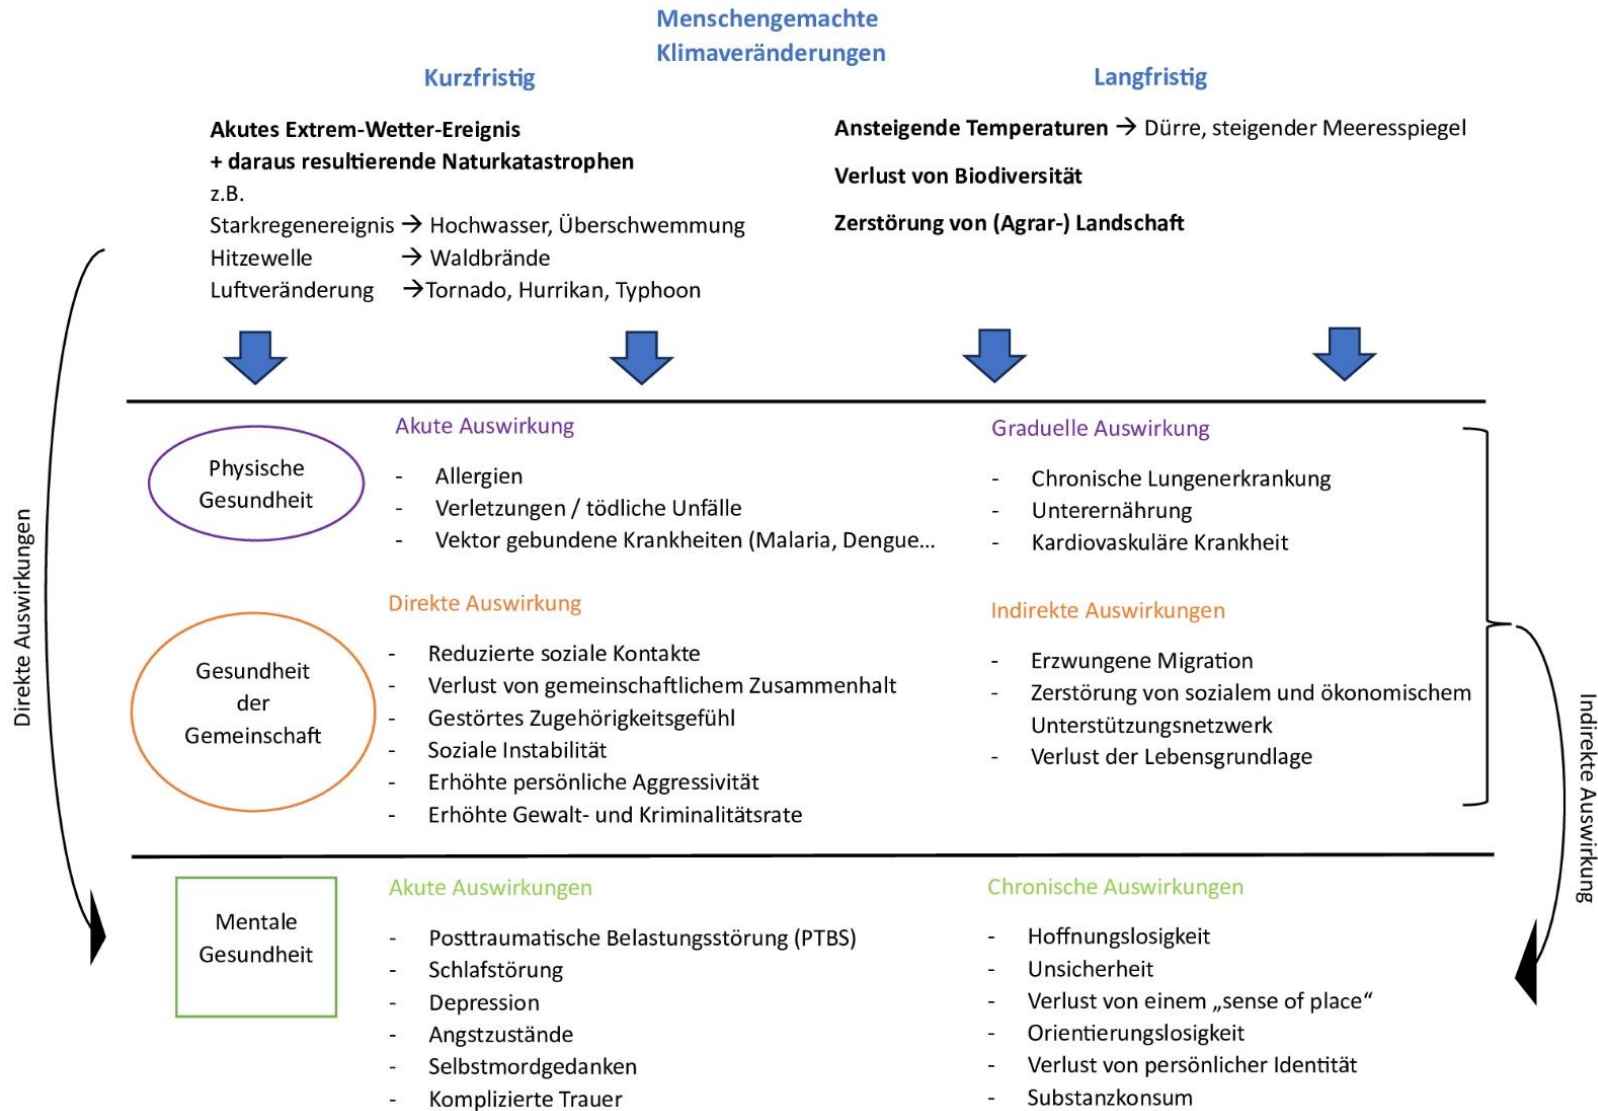 Menschengemachte
Klimaveränderungen
Kurzfristig
Langfristig
Akutes Extrem-Wetter-Ereignis
+ daraus resultierende Naturkatastrophen
z.B.
Starkregenereignis → Hochwasser, Überschwemmung
Hitzewelle → Waldbrände
Luftveränderung →Tornado, Hurrikan, Typhoon
Ansteigende Temperaturen → Dürre, steigender Meeresspiegel
Verlust von Biodiversität
Zerstörung von (Agrar-) Landschaft
Direkte Auswirkungen
Physische
Gesundheit
Akute Auswirkung
- Allergien
- Verletzungen / tödliche Unfälle
- Vektor gebundene Krankheiten (Malaria, Dengue...
Graduelle Auswirkung
- Chronische Lungenerkrankung
- Unterernährung
- Kardiovaskuläre Krankheit
Gesundheit
der
Gemeinschaft
Direkte Auswirkung
- Reduzierte soziale Kontakte
- Verlust von gemeinschaftlichem Zusammenhalt
- Gestörtes Zugehörigkeitsgefühl
- Soziale Instabilität
- Erhöhte persönliche Aggressivität
- Erhöhte Gewalt- und Kriminalitätsrate
Indirekte Auswirkungen
- Erzwungene Migration
- Zerstörung von sozialem und ökonomischem
Unterstützungsnetzwerk
- Verlust der Lebensgrundlage
Indirekte Auswirkung
Mentale
Gesundheit
Akute Auswirkungen
- Posttraumatische Belastungsstörung (PTBS)
- Schlafstörung
- Depression
- Angstzustände
- Selbstmordgedanken
- Komplizierte Trauer
Chronische Auswirkungen
- Hoffnungslosigkeit
- Unsicherheit
- Verlust von einem „sense of place“
- Orientierungslosigkeit
- Verlust von persönlicher Identität
- Substanzkonsum